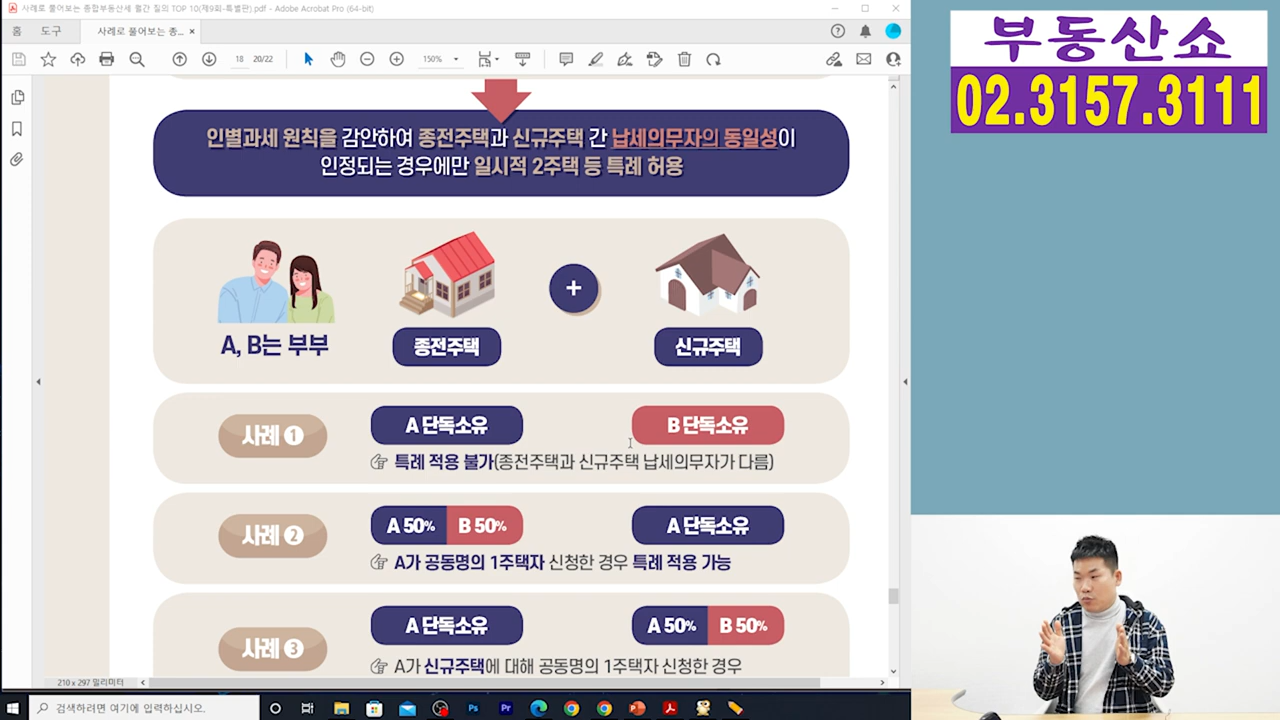 사례로 풀어보는 종합부동산세 월간 질의 TOP 10(제9회-특별판).pdf - Adobe Acrobat Pro (64-bit)
홈 도구 사례로 풀어보는 종... ×
18 20/22 150%
부동산쇼
02.3157.3111
인별과세 원칙을 감안하여 종전주택과 신규주택 간 납세의무자의 동일성이
인정되는 경우에만 일시적 2주택 등 특례 허용
+
A, B는 부부 종전주택 신규주택
사례 1 A 단독소유 B 단독소유
☞ 특례 적용 불가(종전주택과 신규주택 납세의무자가 다름)
사례 2 A 50% B 50% A 단독소유
☞ A가 공동명의 1주택자 신청한 경우 특례 적용 가능
사례 3 A 단독소유 A 50% B 50%
☞ A가 신규주택에 대해 공동명의 1주택자 신청한 경우
210 x 297 밀리미터
검색하려면 여기에 입력하십시오.
Ps Pr